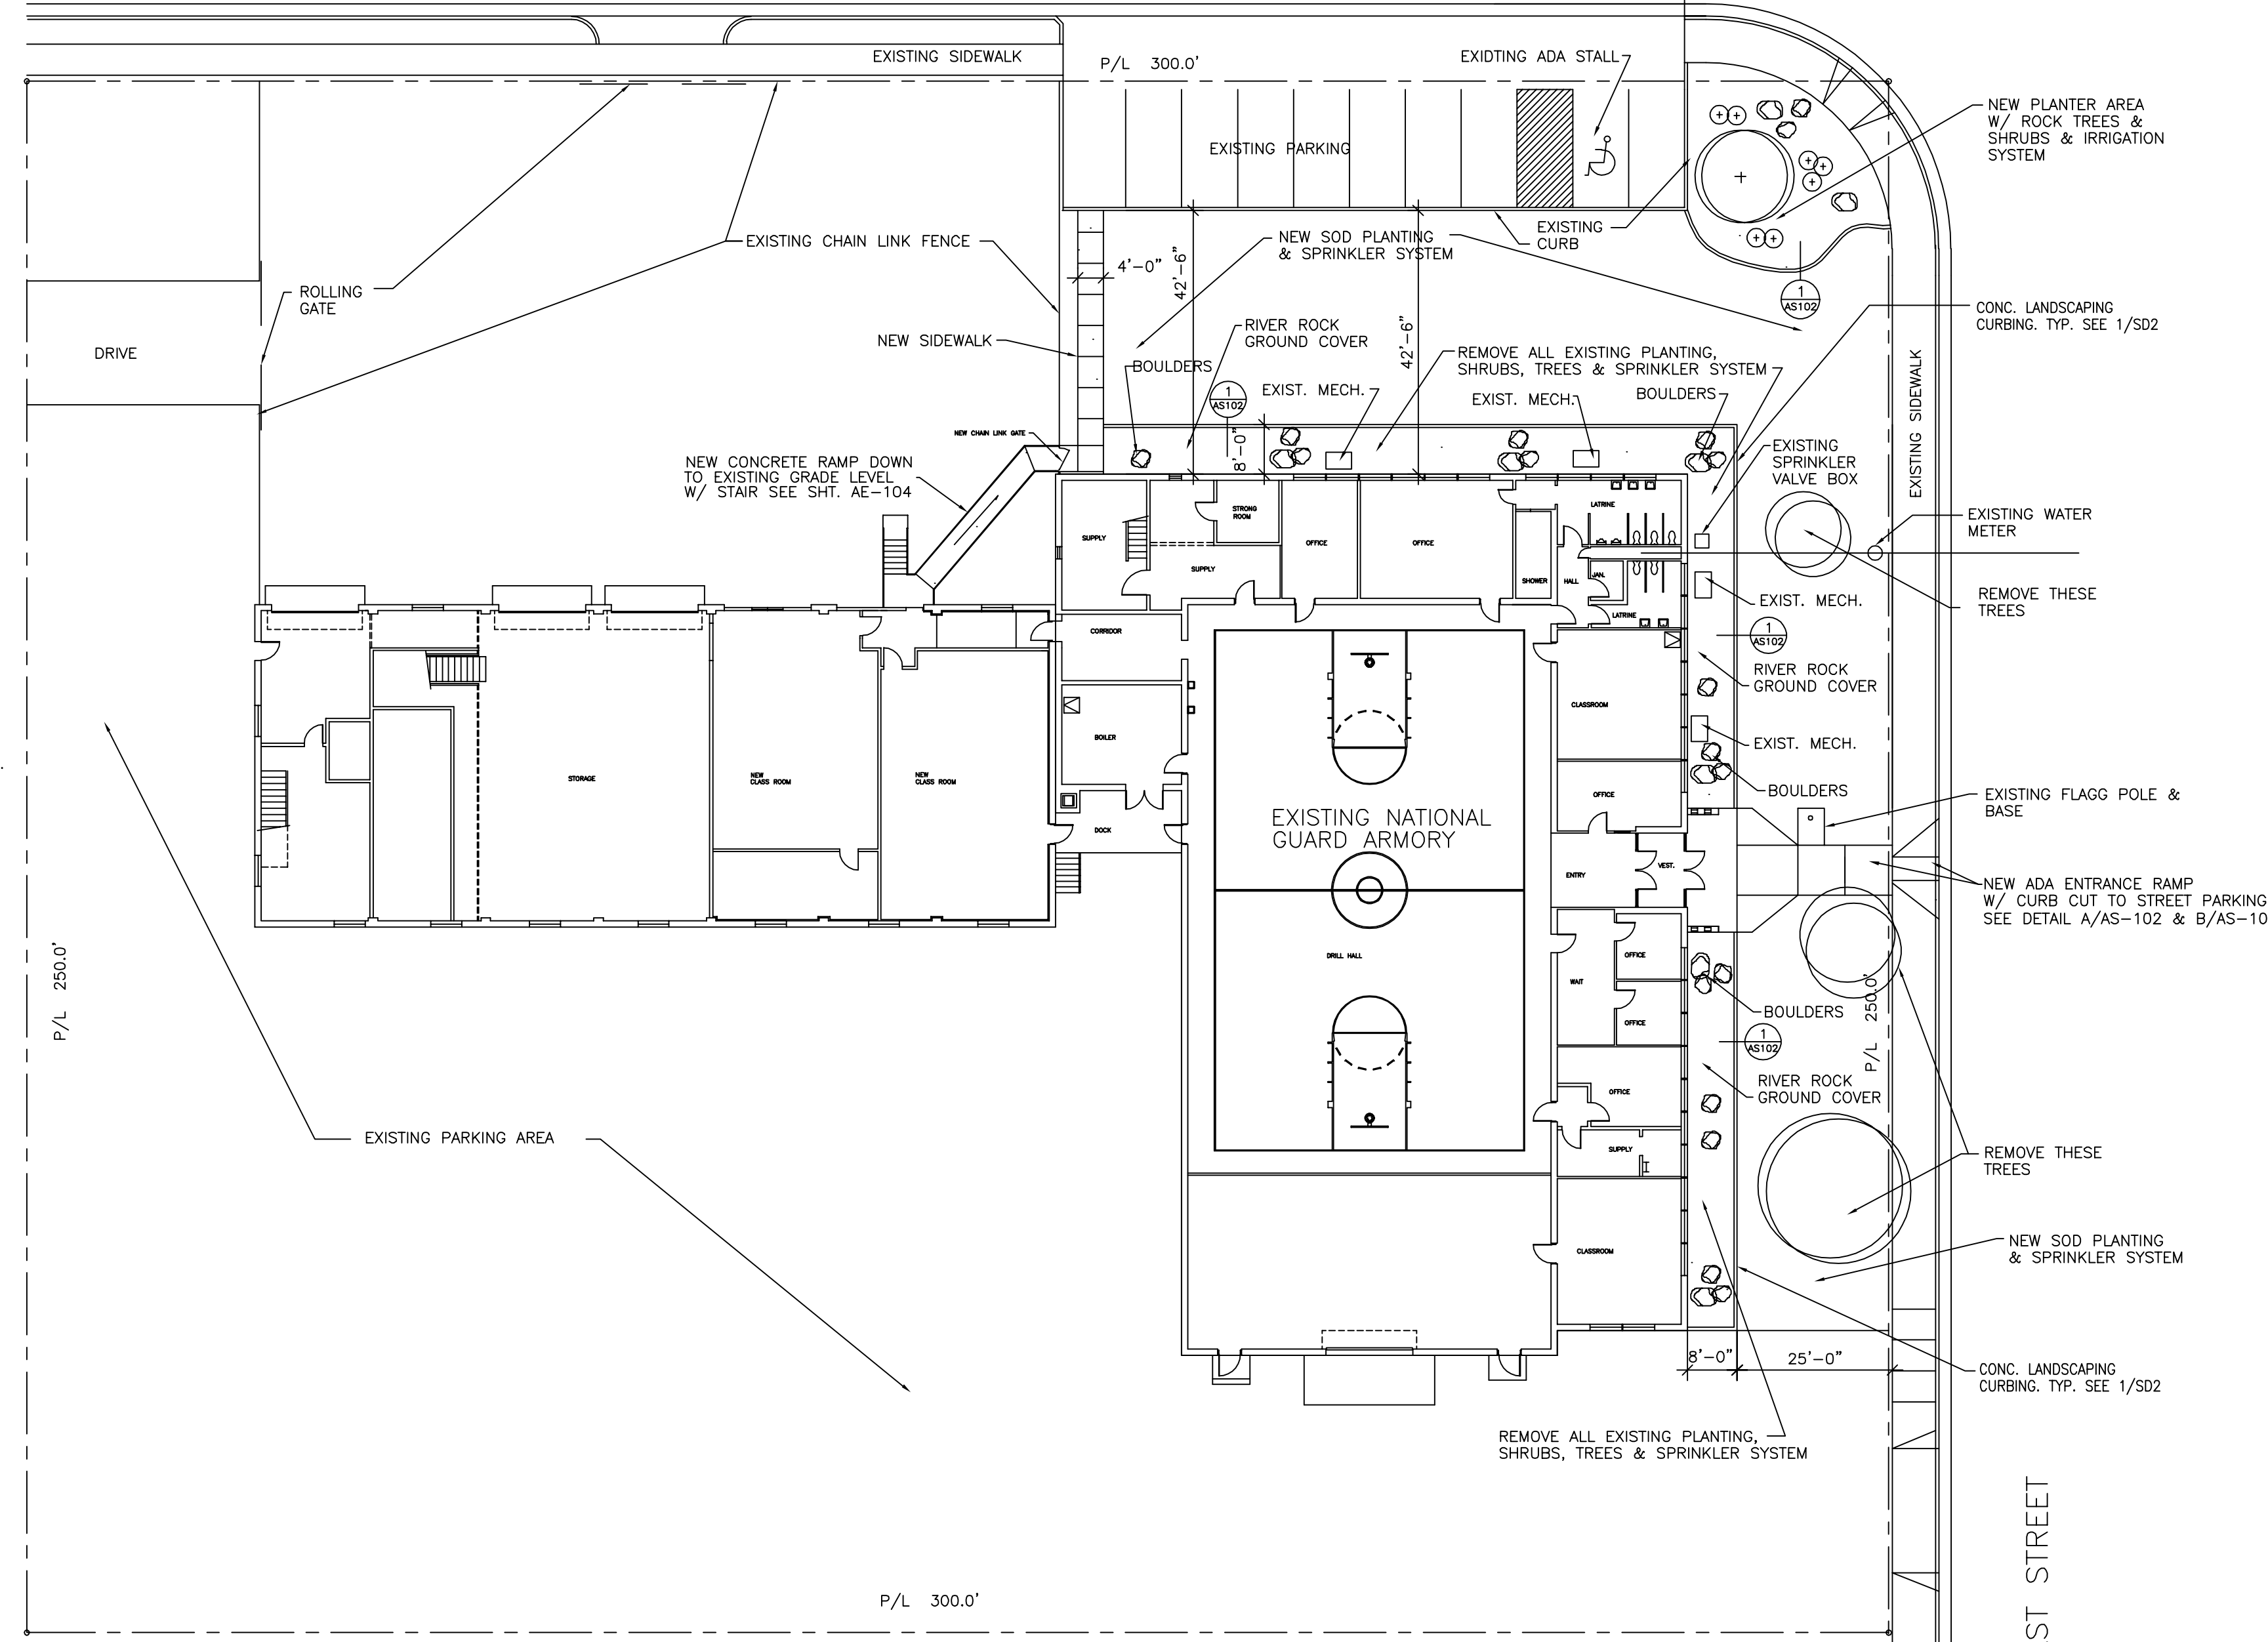 EXISTING SIDEWALK
P/L 300.0'
EXIDTING ADA STALL
NEW PLANTER AREA
W/ ROCK TREES &
SHRUBS & IRRIGATION
SYSTEM
EXISTING PARKING
EXISTING
CURB
EXISTING CHAIN LINK FENCE
NEW SOD PLANTING
& SPRINKLER SYSTEM
4'-0"
42'-6"
42'-6"
ROLLING
GATE
1
AS102
CONC. LANDSCAPING
CURBING. TYP. SEE 1/SD2
DRIVE
NEW SIDEWALK
RIVER ROCK
GROUND COVER
BOULDERS
REMOVE ALL EXISTING PLANTING,
SHRUBS, TREES & SPRINKLER SYSTEM
EXISTING SIDEWALK
1
AS102
EXIST. MECH.
EXIST. MECH.
BOULDERS
NEW CHAIN LINK GATE
8'-0"
EXISTING
SPRINKLER
VALVE BOX
NEW CONCRETE RAMP DOWN
TO EXISTING GRADE LEVEL
W/ STAIR SEE SHT. AE-104
EXISTING WATER
METER
STRONG
ROOM
LATRINE
SUPPLY
OFFICE
OFFICE
SUPPLY
SHOWER
HALL
JAN.
LATRINE
EXIST. MECH.
REMOVE THESE
TREES
1
AS102
CORRIDOR
RIVER ROCK
GROUND COVER
CLASSROOM
BOILER
EXIST. MECH.
STORAGE
NEW
CLASS ROOM
NEW
CLASS ROOM
OFFICE
BOULDERS
EXISTING FLAGG POLE &
BASE
EXISTING NATIONAL
GUARD ARMORY
DOCK
ENTRY
VEST.
NEW ADA ENTRANCE RAMP
W/ CURB CUT TO STREET PARKING
SEE DETAIL A/AS-102 & B/AS-10
DRILL HALL
OFFICE
WAIT
OFFICE
P/L 250.0'
P/L 250.0'
BOULDERS
1
AS102
RIVER ROCK
GROUND COVER
OFFICE
SUPPLY
EXISTING PARKING AREA
REMOVE THESE
TREES
CLASSROOM
NEW SOD PLANTING
& SPRINKLER SYSTEM
8'-0"
25'-0"
CONC. LANDSCAPING
CURBING. TYP. SEE 1/SD2
REMOVE ALL EXISTING PLANTING,
SHRUBS, TREES & SPRINKLER SYSTEM
P/L 300.0'
ST STREET